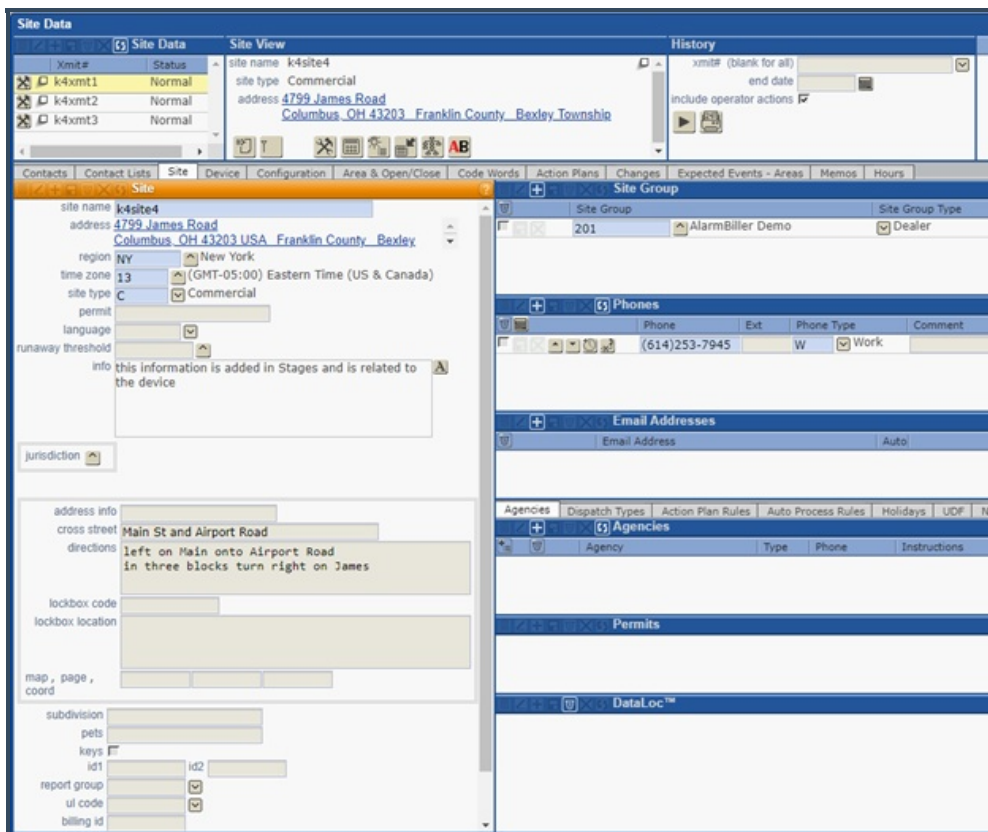 Site Data
Site Data
Xmit# Status
k4xmt1 Normal
k4xmt2 Normal
k4xmt3 Normal
Site View
site name k4site4
site type Commercial
address 4799 James Road
Columbus, OH 43203 Franklin County Bexley Township
AB
History
xmit# (blank for all)
end date
include operator actions
Contacts Contact Lists Site Device Configuration Area & Open/Close Code Words Action Plans Changes Expected Events - Areas Memos Hours
Site ?
site name k4site4
address 4799 James Road
Columbus, OH 43203 USA Franklin County Bexley
region NY New York
time zone 13 (GMT-05:00) Eastern Time (US & Canada)
site type C Commercial
permit
language
runaway threshold
info this information is added in Stages and is related to A
the device
jurisdiction
address info
cross street Main St and Airport Road
directions left on Main onto Airport Road
in three blocks turn right on James
lockbox code
lockbox location
map , page ,
coord
subdivision
pets
keys
id1 id2
report group
ul code
billing id
Site Group
Site Group Site Group Type
201 AlarmBiller Demo Dealer
Phones
Phone Ext Phone Type Comment
(614)253-7945 W Work
Email Addresses
Email Address Auto
Agencies Dispatch Types Action Plan Rules Auto Process Rules Holidays UDF N
Agencies
Agency Type Phone Instructions
Permits
DataLoc™